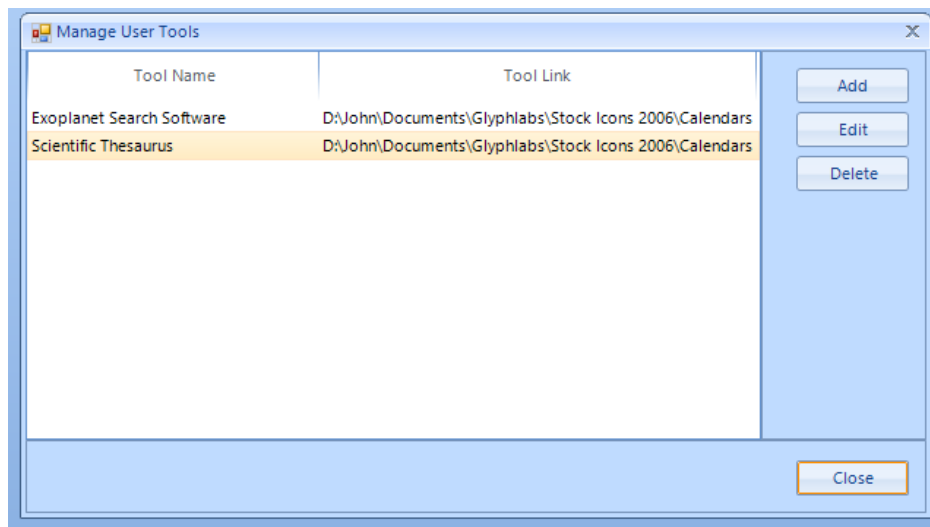 Manage User Tools
Tool Name Tool Link
Add
Exoplanet Search Software D:\John\Documents\Glyphlabs\Stock Icons 2006\Calendars
Edit
Scientific Thesaurus D:\John\Documents\Glyphlabs\Stock Icons 2006\Calendars
Delete
Close